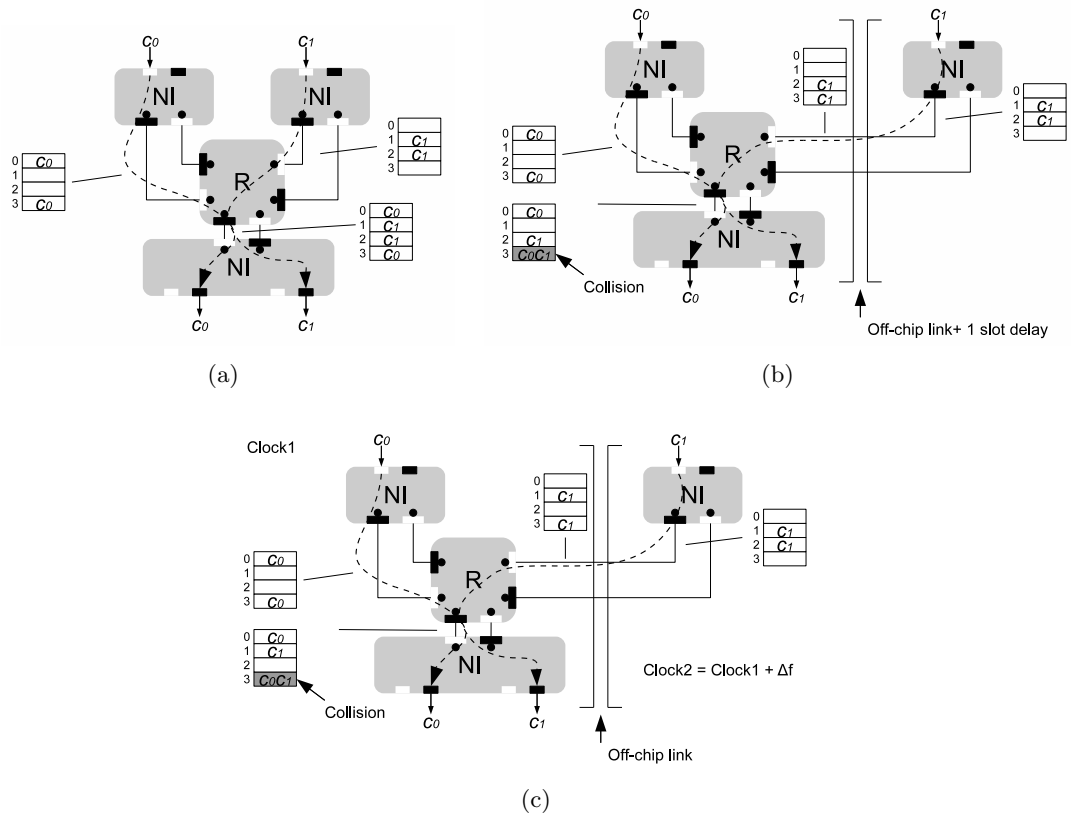 C0
C1
NI
NI
0
1
2
3
C1
C1
0 C0
1
2
3 C0
R
0 C0
1 C1
2 C1
3 C0
NI
C0
C1
(a)
C0
C1
NI
NI
0
1
2 C1
3 C1
0
1 C1
2 C1
3
0 C0
1
2
3 C0
R
0 C0
1
2 C1
3 C0C1
NI
Collision
C0
C1
Off-chip link+ 1 slot delay
(b)
Clock1
C0
C1
NI
NI
0
1 C1
2
3 C1
0
1 C1
2 C1
3
0 C0
1
2
3 C0
R
0 C0
1 C1
2
3 C0C1
NI
Clock2 = Clock1 + Δf
Collision
C0
C1
Off-chip link
(c)